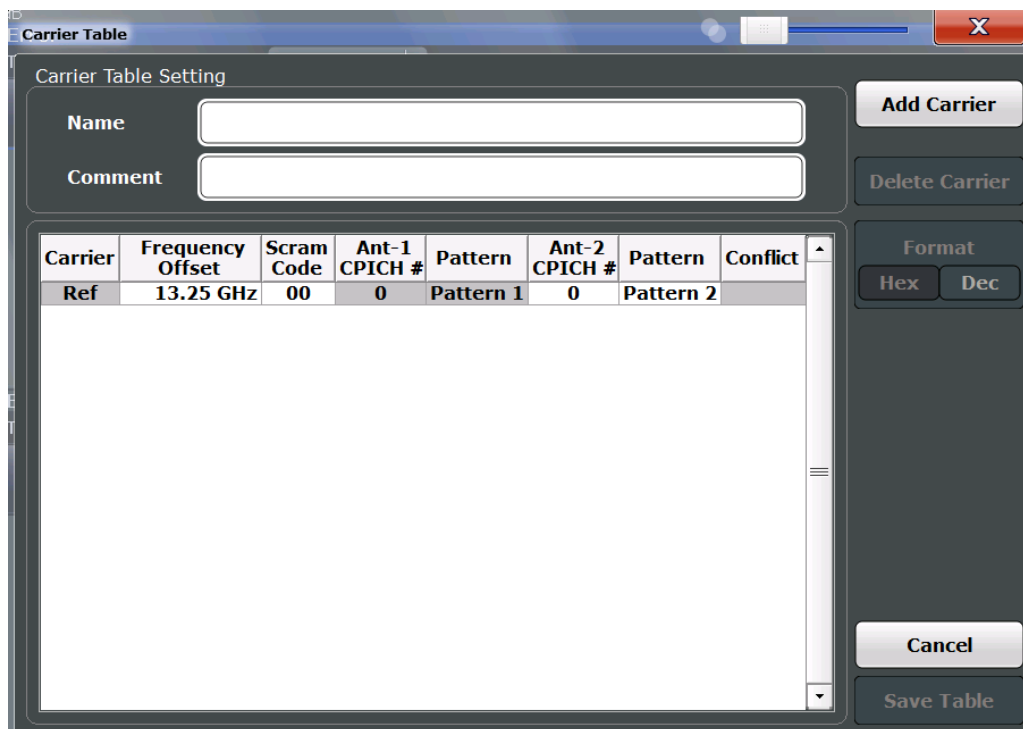 Carrier Table
Carrier Table Setting
Name
Comment
Add Carrier
Delete Carrier
Format
Hex Dec
Carrier Frequency Offset Scram Code Ant-1 CPICH # Pattern Ant-2 CPICH # Pattern Conflict
Ref 13.25 GHz 00 0 Pattern 1 0 Pattern 2
Cancel
Save Table